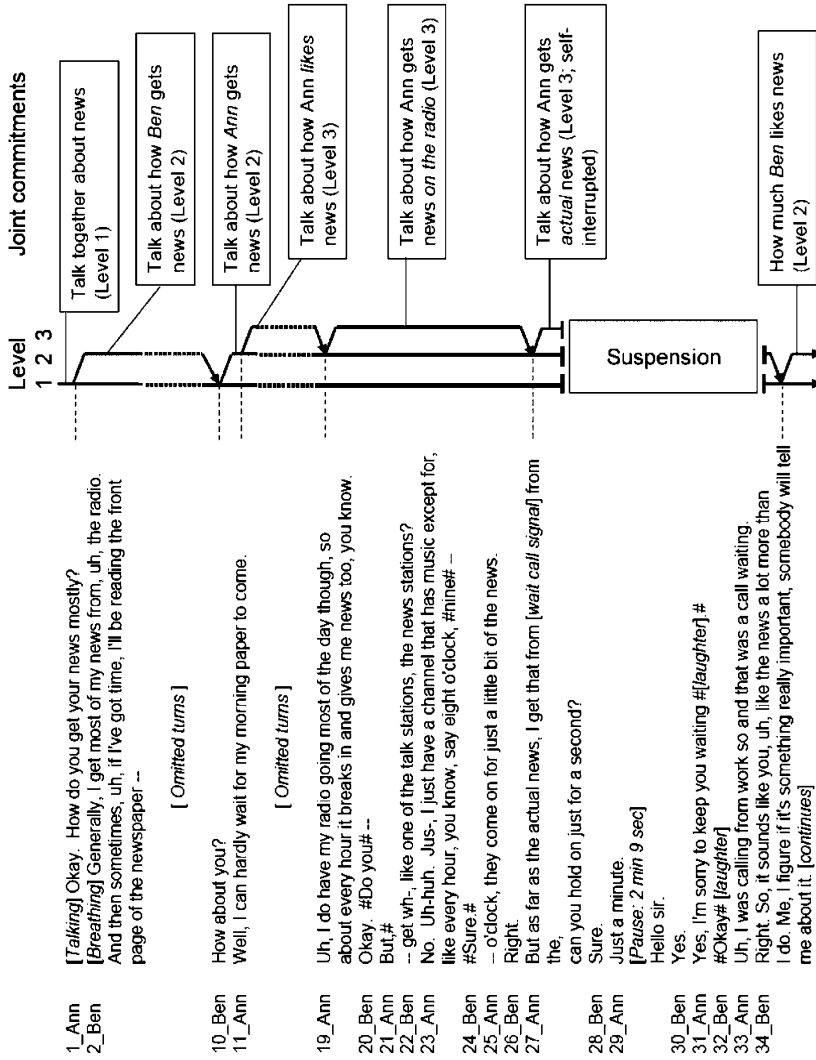 1_Ann [Talking] Okay. How do you get your news mostly?
2_Ben [Breathing] Generally, I get most of my news from, uh, the radio.
And then sometimes, uh, if I've got time, I'll be reading the front
page of the newspaper --
[ Omitted turns ]
10_Ben How about you?
11_Ann Well, I can hardly wait for my morning paper to come.
[ Omitted turns ]
19_Ann Uh, I do have my radio going most of the day though, so
about every hour it breaks in and gives me news too, you know.
20_Ben Okay. #Do you# --
21_Ann But,#
22_Ben -- get wh-, like one of the talk stations, the news stations?
23_Ann No. Uh-huh. Jus-, I just have a channel that has music except for,
like every hour, you know, say eight o'clock, #nine# --
24_Ben #Sure.#
25_Ann -- o'clock, they come on for just a little bit of the news.
26_Ben Right.
27_Ann But as far as the actual news, I get that from [wait call signal] from
the,
can you hold on just for a second?
28_Ben Sure.
29_Ann Just a minute.
[Pause: 2 min 9 sec]
Hello sir.
30_Ben Yes.
31_Ann Yes, I'm sorry to keep you waiting #[laughter].#
32_Ben #Okay# [laughter]
33_Ann Uh, I was calling from work so and that was a call waiting.
34_Ben Right. So, it sounds like you, uh, like the news a lot more than
I do. Me, I figure if it's something really important, somebody will tell
me about it. [continues]
Level
1 2 3
Suspension
Joint commitments
Talk together about news
(Level 1)
Talk about how Ben gets
news (Level 2)
Talk about how Ann gets
news (Level 2)
Talk about how Ann likes
news (Level 3)
Talk about how Ann gets
news on the radio (Level 3)
Talk about how Ann gets
actual news (Level 3; self-
interrupted)
How much Ben likes news
(Level 2)